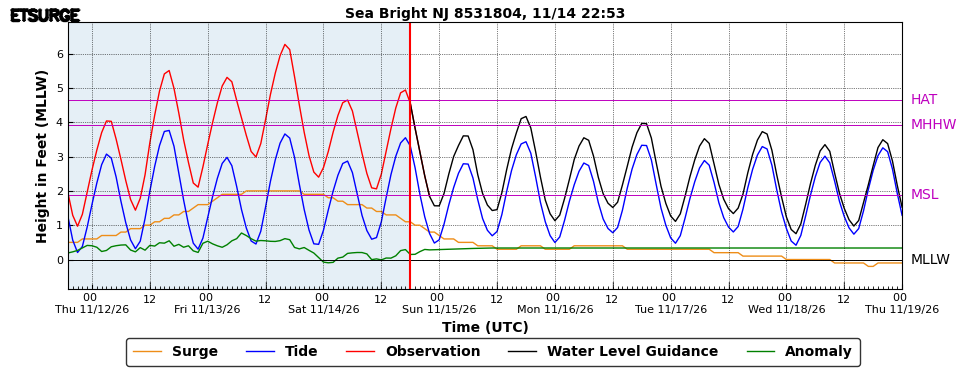 ETSURGE
Sea Bright NJ 8531804, 11/14 22:53
Height in Feet (MLLW)
6
5
4
3
2
1
0
HAT
MHHW
MSL
MLLW
00 12 00 12 00 12 00 12 00 12 00 12 00 12 00
Thu 11/12/26 Fri 11/13/26 Sat 11/14/26 Sun 11/15/26 Mon 11/16/26 Tue 11/17/26 Wed 11/18/26 Thu 11/19/26
Time (UTC)
Surge Tide Observation Water Level Guidance Anomaly